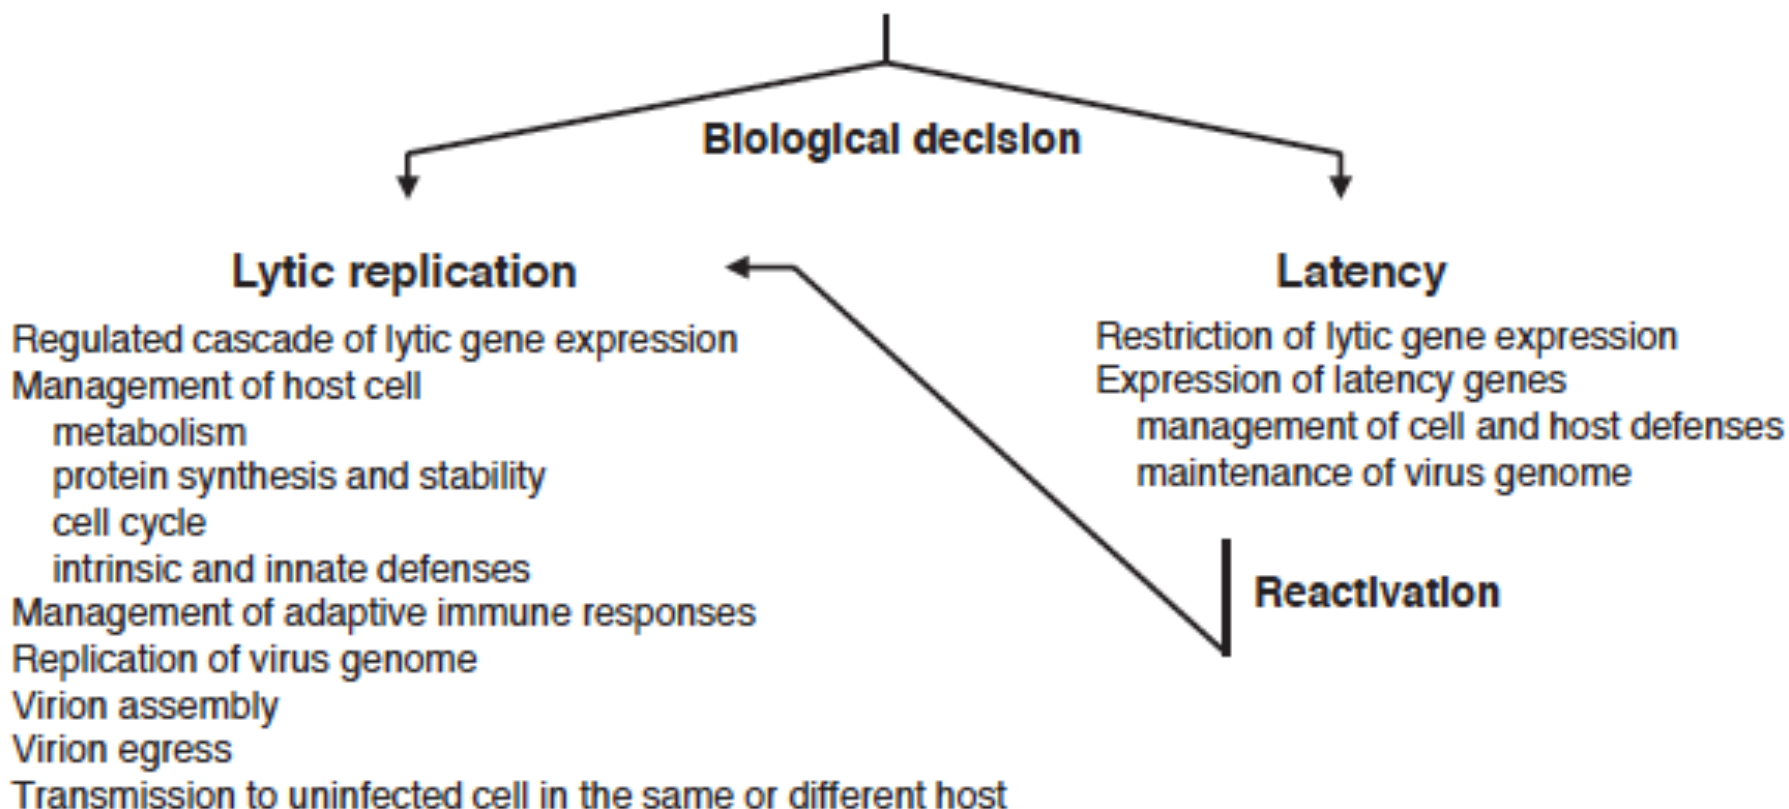 Biological decision
Lytic replication
Regulated cascade of lytic gene expression
Management of host cell
metabolism
protein synthesis and stability
cell cycle
intrinsic and innate defenses
Management of adaptive immune responses
Replication of virus genome
Virion assembly
Virion egress
Transmission to uninfected cell in the same or different host
Latency
Restriction of lytic gene expression
Expression of latency genes
management of cell and host defenses
maintenance of virus genome
Reactivation